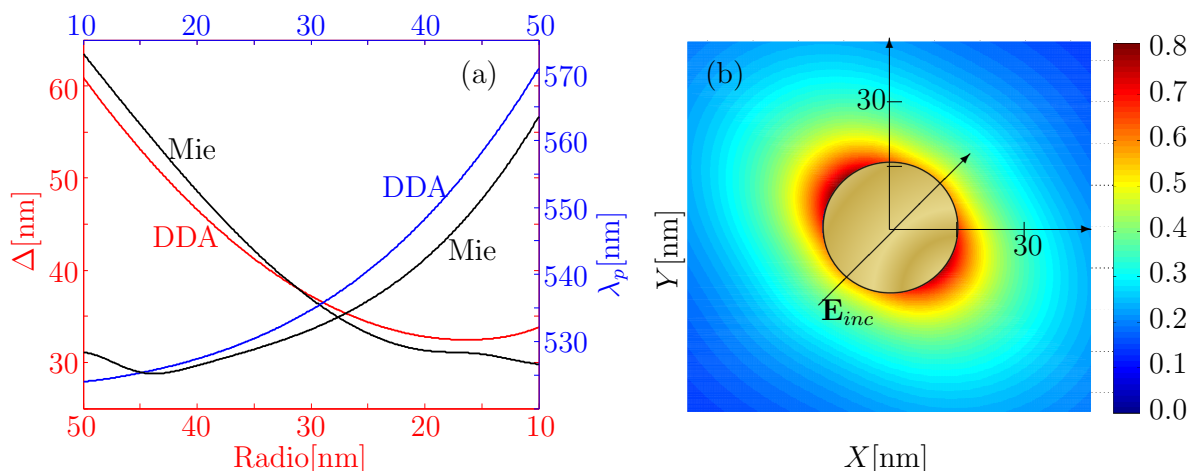 10 20 30 40 50
(a)
60
50
40
30
Δ[nm]
Mie
DDA
DDA
Mie
570
560
550
540
530
λp[nm]
50 40 30 20 10
Radio[nm]
(b)
30
30
E_inc
Y[nm]
X[nm]
0.8
0.7
0.6
0.5
0.4
0.3
0.2
0.1
0.0